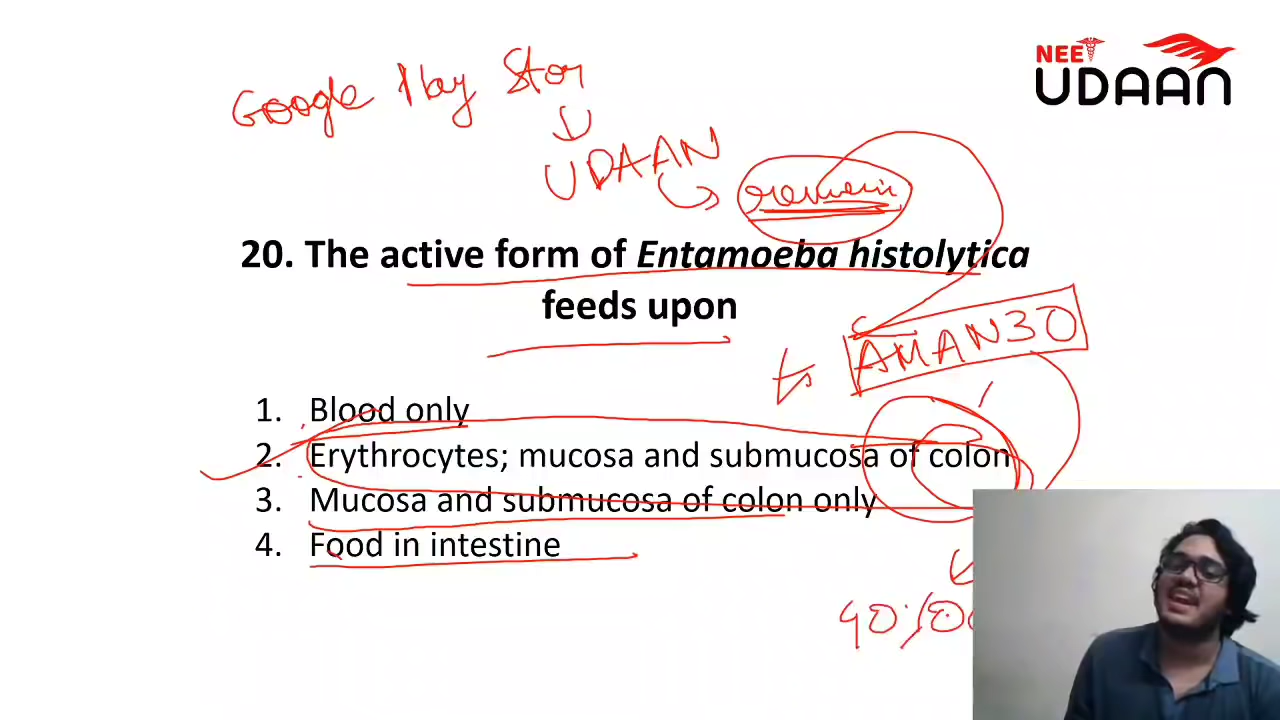 NEET
UDAAN
Google Play Stor
UDAAN
20. The active form of Entamoeba histolytica
feeds upon
AMAN30
1. Blood only
2. Erythrocytes; mucosa and submucosa of colon
3. Mucosa and submucosa of colon only
4. Food in intestine